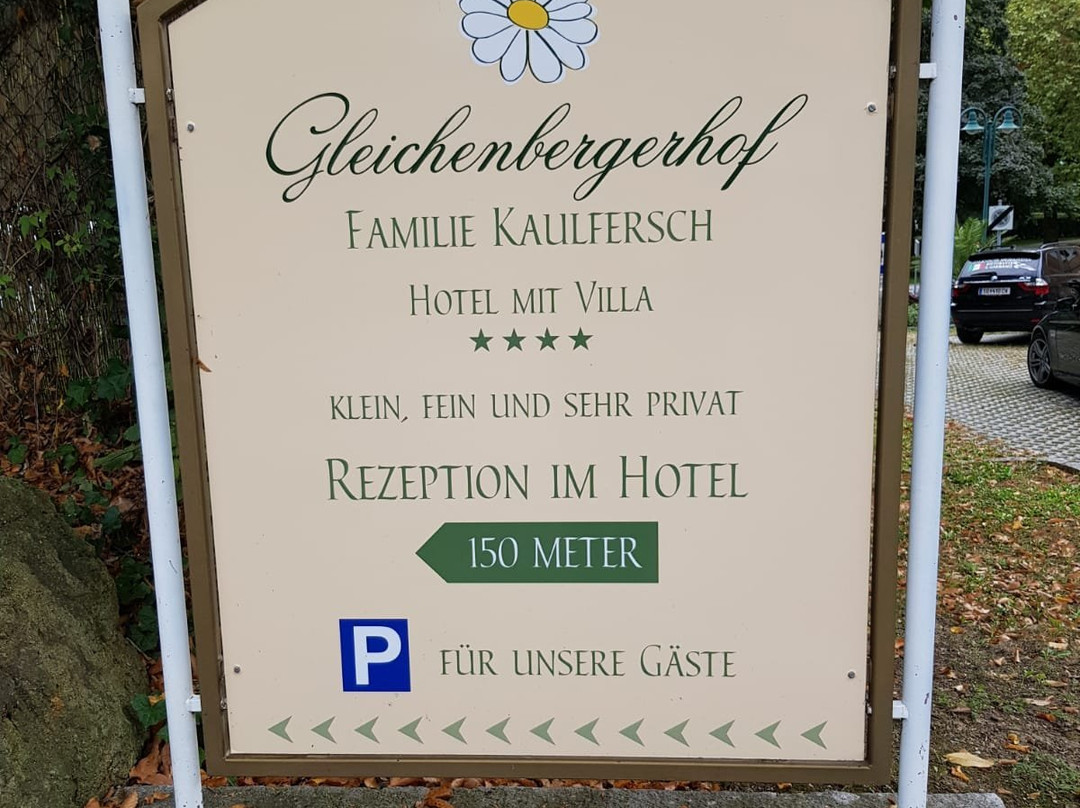 Gleichenbergerhof
Familie Kaulfersch
Hotel mit Villa
★★★★
klein, fein und sehr privat
Rezeption im Hotel
150 Meter
P für unsere Gäste